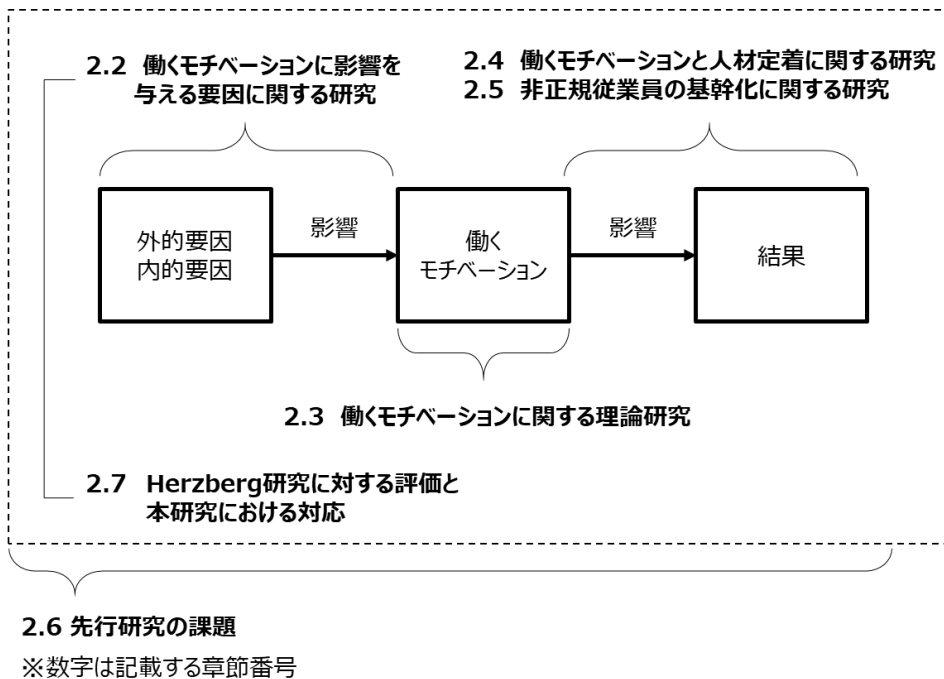 2.2 働くモチベーションに影響を
与える要因に関する研究
2.4 働くモチベーションと人材定着に関する研究
2.5 非正規従業員の基幹化に関する研究
外的要因
内的要因
影響
働く
モチベーション
影響
結果
2.3 働くモチベーションに関する理論研究
2.7 Herzberg研究に対する評価と
本研究における対応
2.6 先行研究の課題
※数字は記載する章節番号